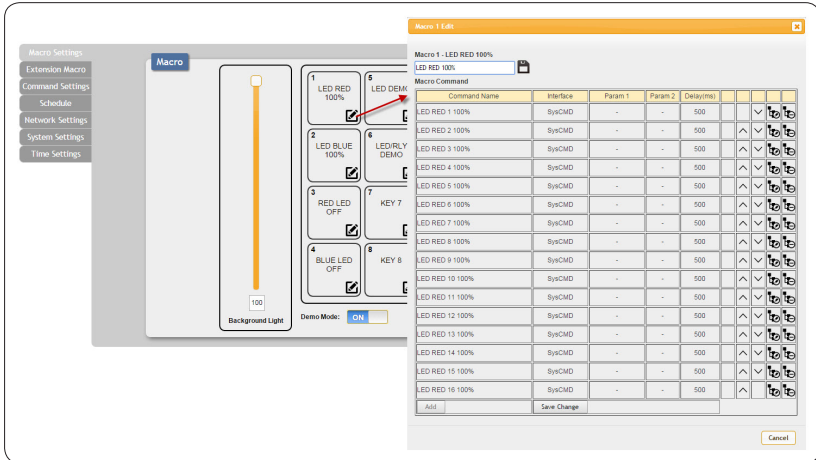 Macro Settings
Extension Macro
Command Settings
Schedule
Network Settings
System Settings
Time Settings
Macro
100
Background Light
1
LED RED
100%
5
LED DEMO
2
LED BLUE
100%
6
LED/RLY
DEMO
3
RED LED
OFF
7
KEY 7
4
BLUE LED
OFF
8
KEY 8
Demo Mode: ON
Macro 1 Edit
Macro 1 - LED RED 100%
LED RED 100%
Macro Command
Command Name Interface Param 1 Param 2 Delay(ms)
LED RED 1 100% SysCMD - - 500
LED RED 2 100% SysCMD - - 500
LED RED 3 100% SysCMD - - 500
LED RED 4 100% SysCMD - - 500
LED RED 5 100% SysCMD - - 500
LED RED 6 100% SysCMD - - 500
LED RED 7 100% SysCMD - - 500
LED RED 8 100% SysCMD - - 500
LED RED 9 100% SysCMD - - 500
LED RED 10 100% SysCMD - - 500
LED RED 11 100% SysCMD - - 500
LED RED 12 100% SysCMD - - 500
LED RED 13 100% SysCMD - - 500
LED RED 14 100% SysCMD - - 500
LED RED 15 100% SysCMD - - 500
LED RED 16 100% SysCMD - - 500
Add Save Change
Cancel